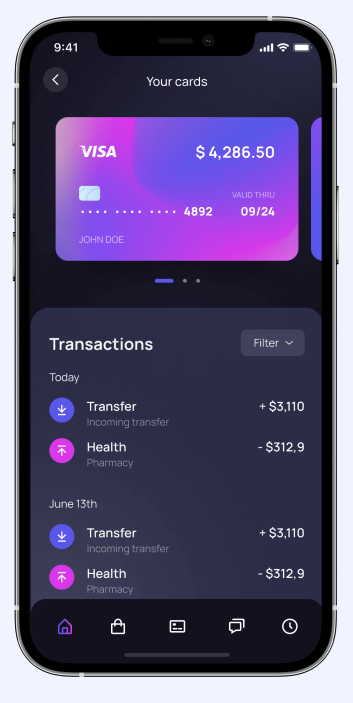 9:41
Your cards
VISA $ 4,286.50
VALID THRU
•••• •••• •••• 4892 09/24
JOHN DOE
Transactions Filter
Today
Transfer + $3,110
Incoming transfer
Health - $312,9
Pharmacy
June 13th
Transfer + $3,110
Incoming transfer
Health - $312,9
Pharmacy